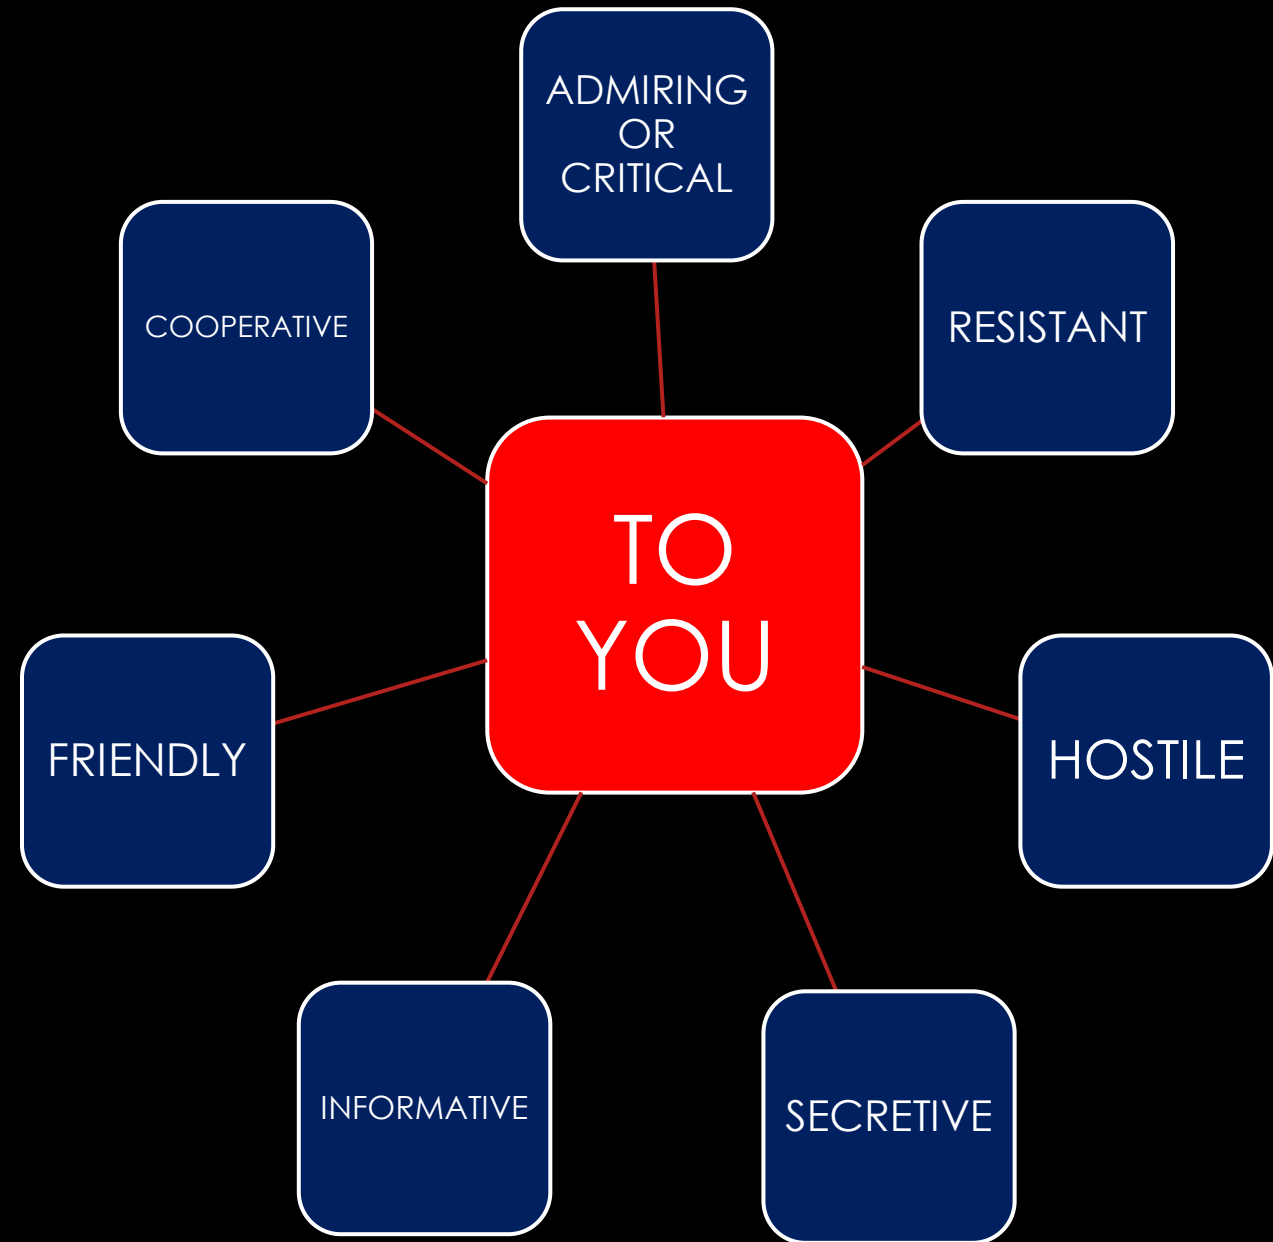 ADMIRING
OR
CRITICAL
COOPERATIVE
RESISTANT
TO
YOU
FRIENDLY
HOSTILE
INFORMATIVE
SECRETIVE